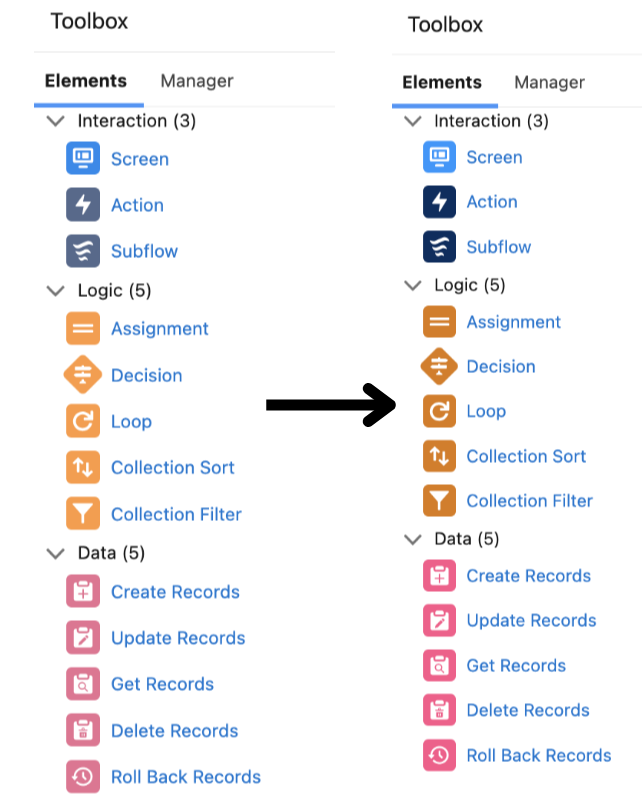 Toolbox
Elements Manager
Interaction (3)
Screen
Action
Subflow
Logic (5)
Assignment
Decision
Loop
Collection Sort
Collection Filter
Data (5)
Create Records
Update Records
Get Records
Delete Records
Roll Back Records
Toolbox
Elements Manager
Interaction (3)
Screen
Action
Subflow
Logic (5)
Assignment
Decision
Loop
Collection Sort
Collection Filter
Data (5)
Create Records
Update Records
Get Records
Delete Records
Roll Back Records